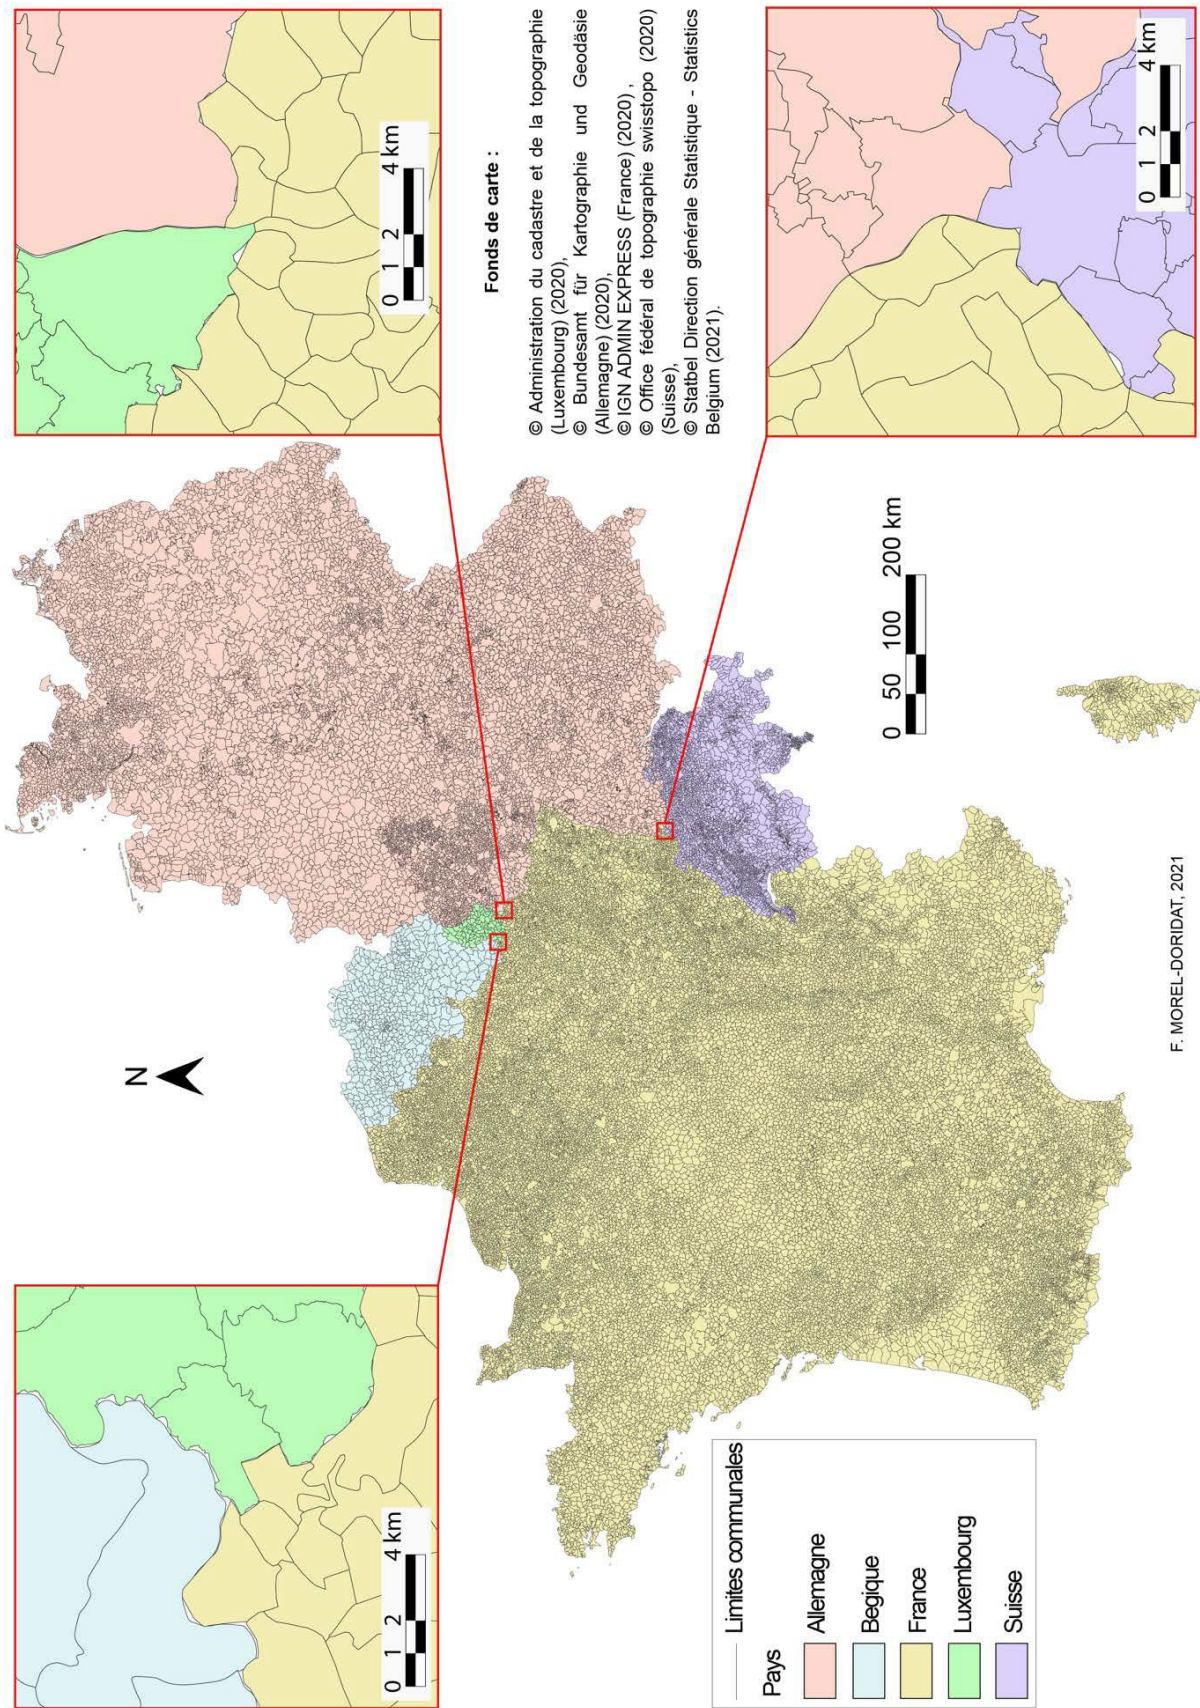 0 1 2 4 km
N
0 1 2 4 km
Fonds de carte :
© Administration du cadastre et de la topographie
(Luxembourg) (2020),
© Bundesamt für Kartographie und Geodäsie
(Allemagne) (2020),
© IGN ADMIN EXPRESS (France) (2020) ,
© Office fédéral de topographie swisstopo (2020)
(Suisse),
© Statbel Direction générale Statistique - Statistics
Belgium (2021).
Limites communales
Pays
Allemagne
Bégique
France
Luxembourg
Suisse
0 50 100 200 km
0 1 2 4 km
F. MOREL-DORIDAT, 2021